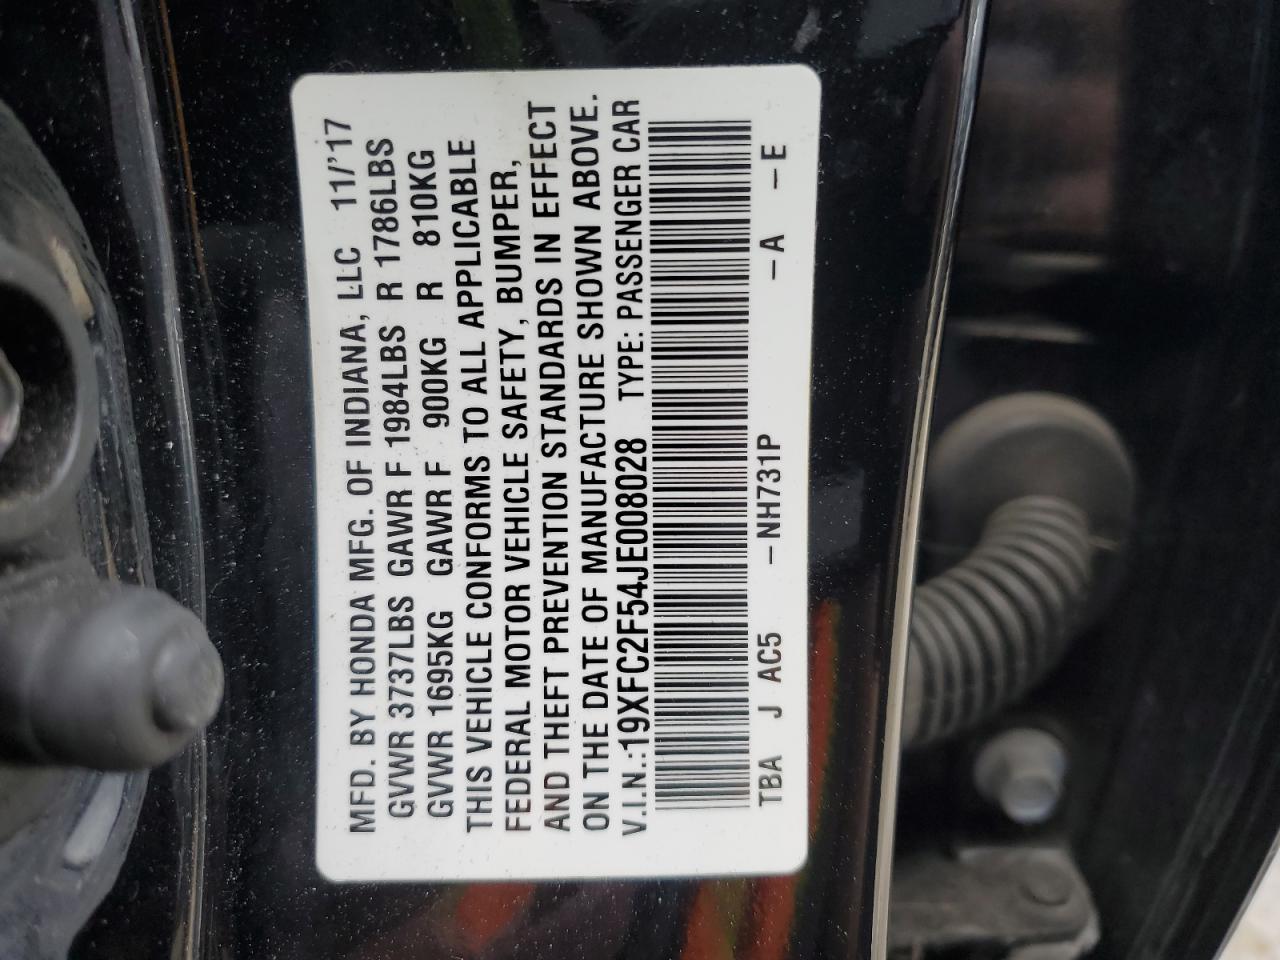 MFD. BY HONDA MFG. OF INDIANA, LLC 11/'17
GVWR 3737LBS GAWR F 1984LBS R 1786LBS
GVWR 1695KG GAWR F 900KG R 810KG
THIS VEHICLE CONFORMS TO ALL APPLICABLE
FEDERAL MOTOR VEHICLE SAFETY, BUMPER,
AND THEFT PREVENTION STANDARDS IN EFFECT
ON THE DATE OF MANUFACTURE SHOWN ABOVE.
V.I.N.:19XFC2F54JE008028 TYPE: PASSENGER CAR
TBA J AC5 -NH731P -A -E